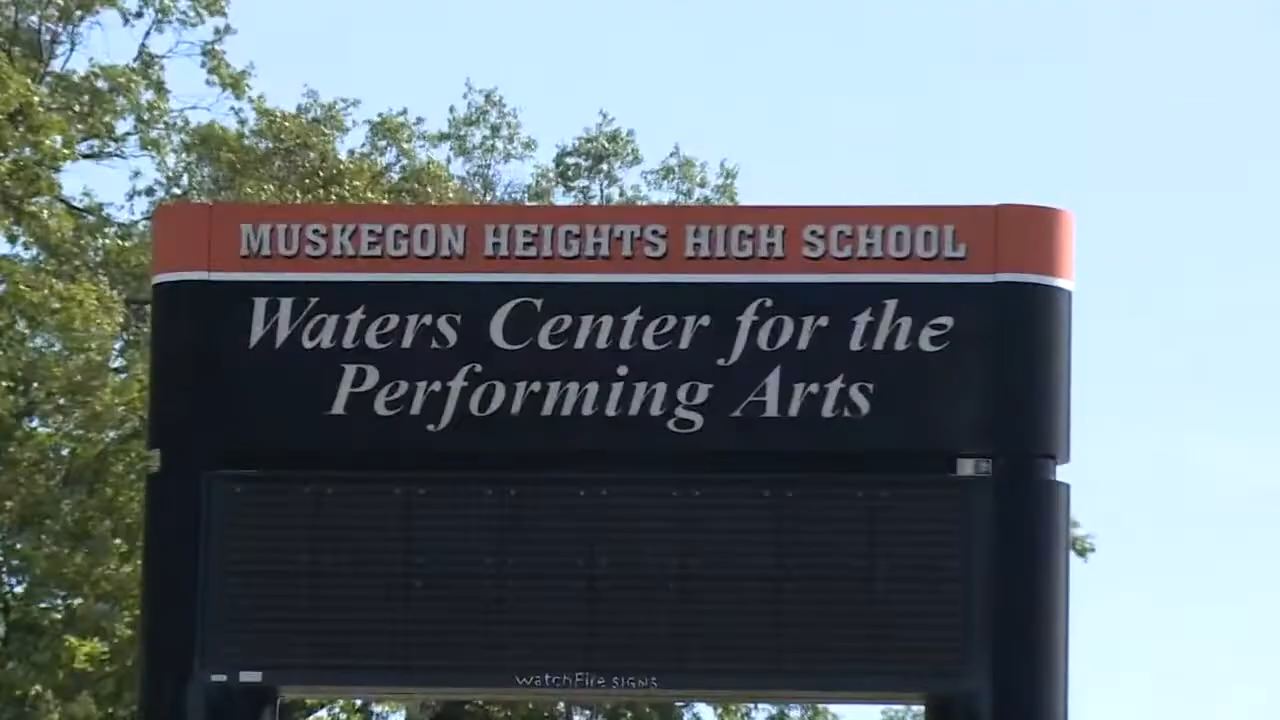 MUSKEGON HEIGHTS HIGH SCHOOL
Waters Center for the
Performing Arts
watchFire SIGNS